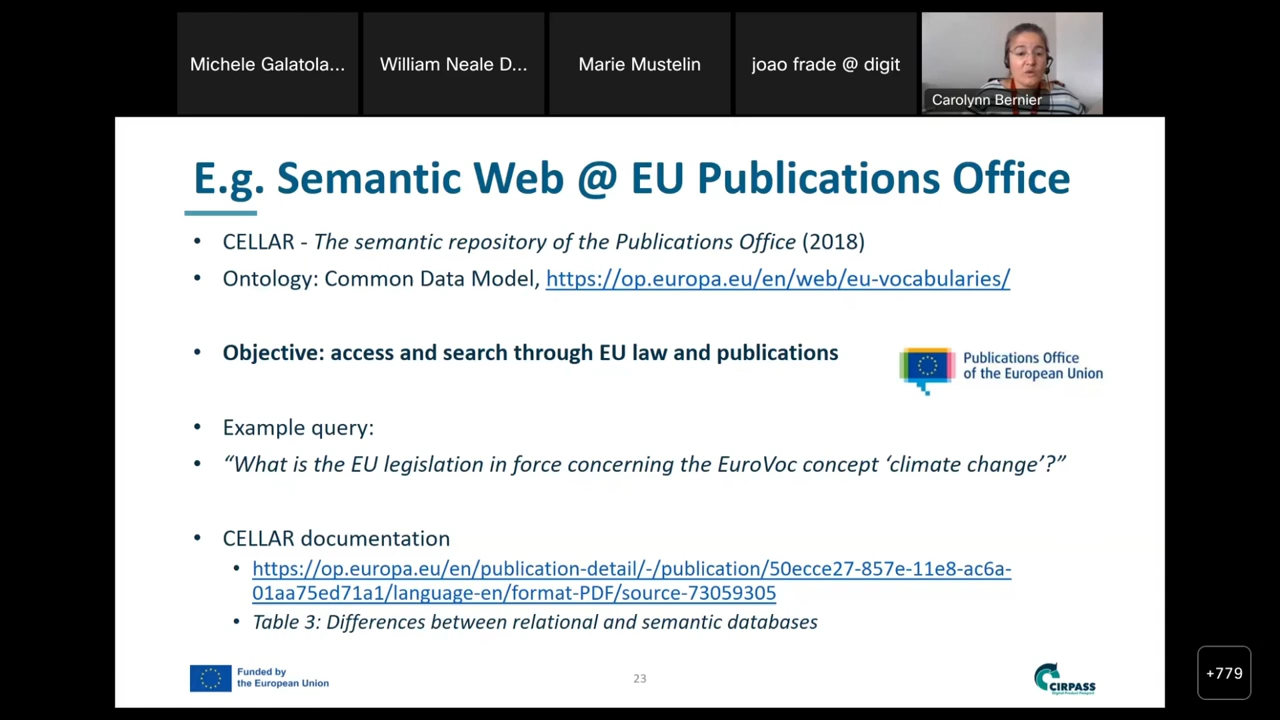 Michele Galatola...
William Neale D...
Marie Mustelin
joao frade @ digit
Carolynn Bernier
E.g. Semantic Web @ EU Publications Office
• CELLAR - The semantic repository of the Publications Office (2018)
• Ontology: Common Data Model, https://op.europa.eu/en/web/eu-vocabularies/
• Objective: access and search through EU law and publications
Publications Office
of the European Union
• Example query:
• “What is the EU legislation in force concerning the EuroVoc concept ‘climate change’?”
• CELLAR documentation
• https://op.europa.eu/en/publication-detail/-/publication/50ecce27-857e-11e8-ac6a-
01aa75ed71a1/language-en/format-PDF/source-73059305
• Table 3: Differences between relational and semantic databases
Funded by
the European Union
23
CIRPASS
Digital Product Passport
+779